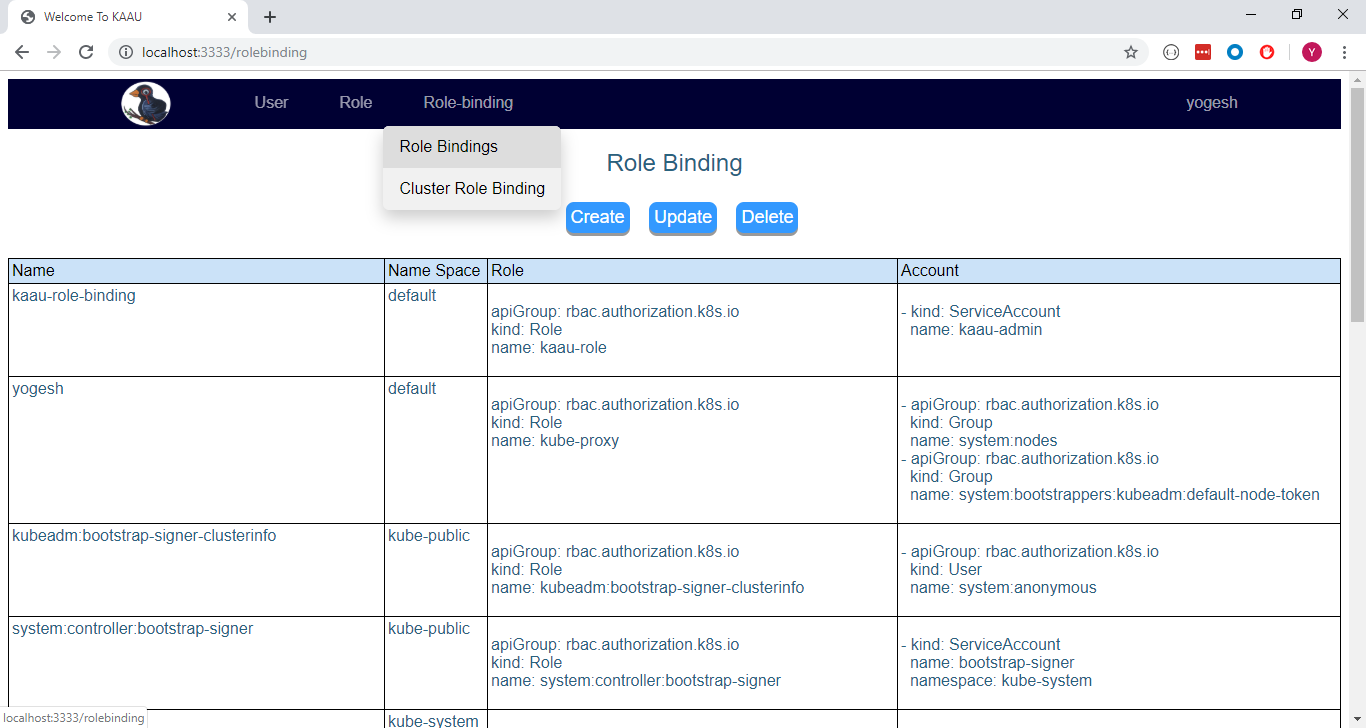 Welcome To KAAU
localhost:3333/rolebinding
Y
User Role Role-binding yogesh
Role Bindings
Cluster Role Binding
Role Binding
Create Update Delete
Name Name Space Role Account
kaau-role-binding default
apiGroup: rbac.authorization.k8s.io
kind: Role
name: kaau-role
- kind: ServiceAccount
name: kaau-admin
yogesh default
apiGroup: rbac.authorization.k8s.io
kind: Role
name: kube-proxy
- apiGroup: rbac.authorization.k8s.io
kind: Group
name: system:nodes
- apiGroup: rbac.authorization.k8s.io
kind: Group
name: system:bootstrappers:kubeadm:default-node-token
kubeadm:bootstrap-signer-clusterinfo kube-public
apiGroup: rbac.authorization.k8s.io
kind: Role
name: kubeadm:bootstrap-signer-clusterinfo
- apiGroup: rbac.authorization.k8s.io
kind: User
name: system:anonymous
system:controller:bootstrap-signer kube-public
apiGroup: rbac.authorization.k8s.io
kind: Role
name: system:controller:bootstrap-signer
- kind: ServiceAccount
name: bootstrap-signer
namespace: kube-system
kube-system
localhost:3333/rolebinding